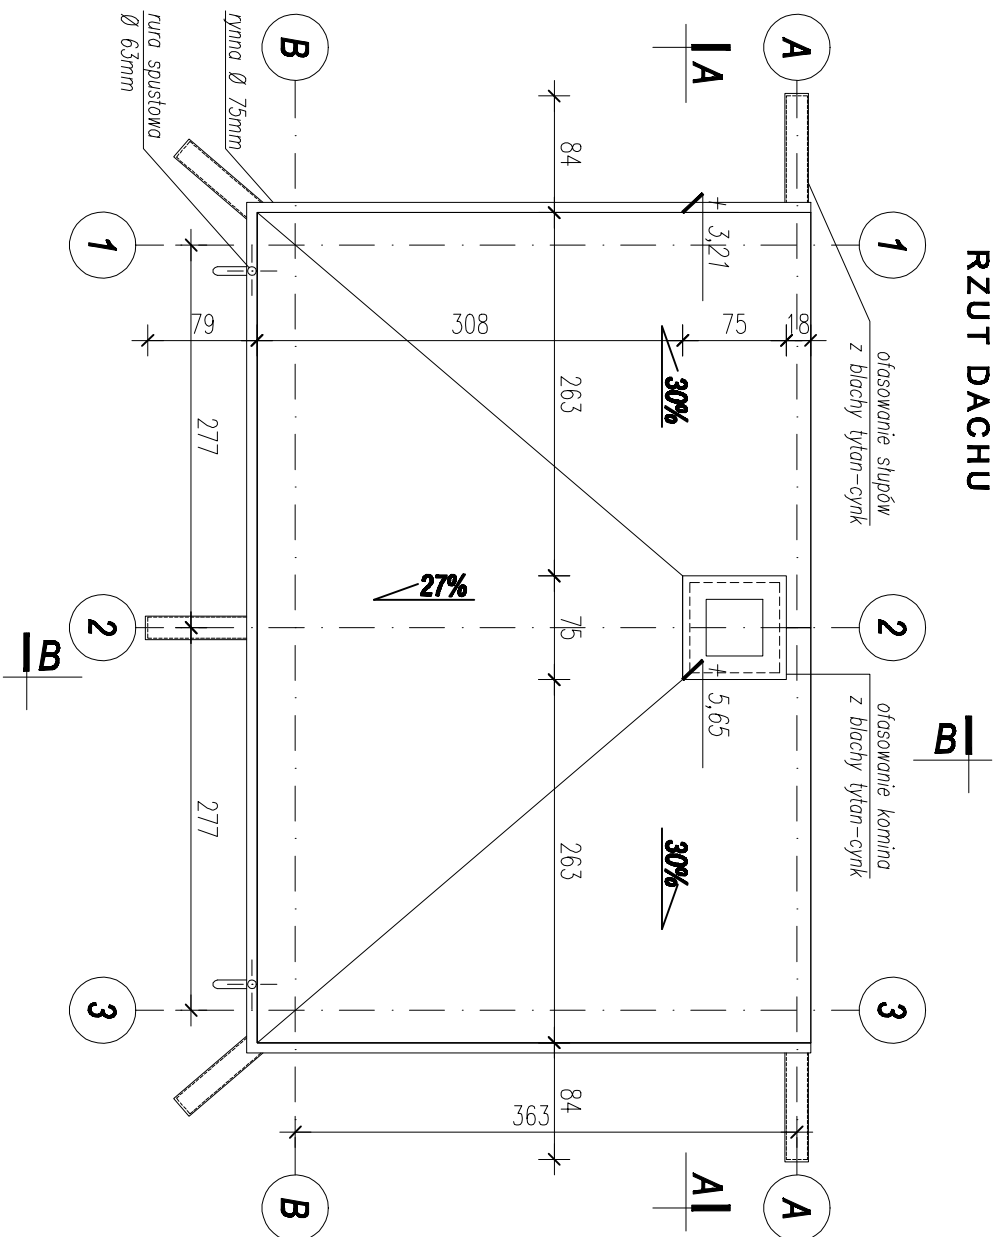 RZUT DACHU
A
A
B
rynna Ø 75mm
rura spustowa
Ø 63mm
84
1
1
3,21
79
308
75
18
ofasowanie słupów
z blachy tytan-cynk
30%
263
277
27%
2
2
75
B
5,65
B
ofasowanie komina
z blachy tytan-cynk
277
263
30%
3
3
84
363
B
A
A